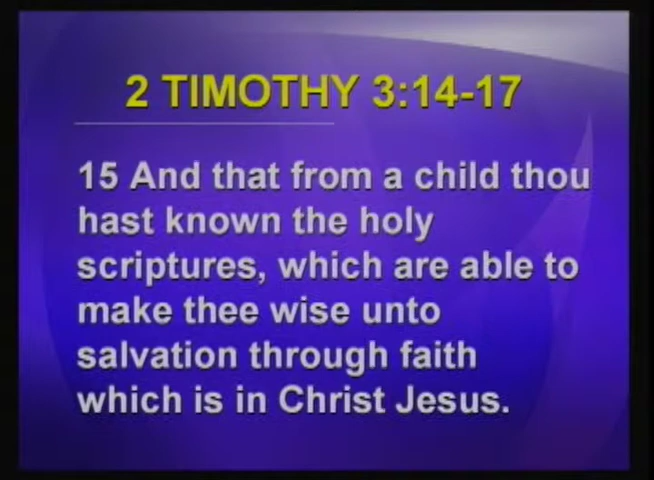 2 TIMOTHY 3:14-17
15 And that from a child thou
hast known the holy
scriptures, which are able to
make thee wise unto
salvation through faith
which is in Christ Jesus.